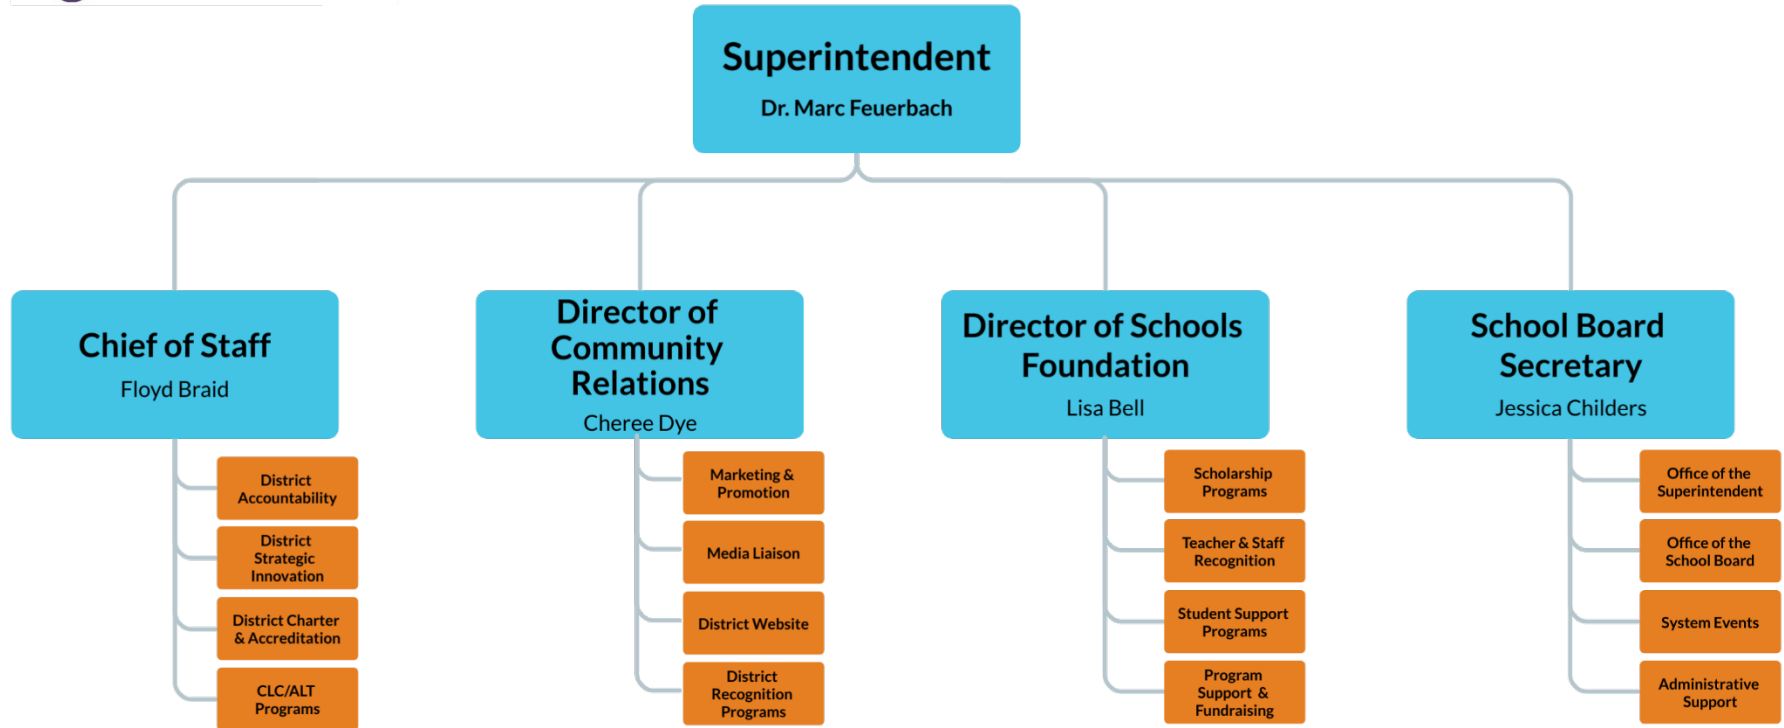 Superintendent
Dr. Marc Feuerbach
Chief of Staff
Floyd Braid
Director of
Community
Relations
Cheree Dye
Director of Schools
Foundation
Lisa Bell
School Board
Secretary
Jessica Childers
District
Accountability
District
Strategic
Innovation
District Charter
& Accreditation
CLC/ALT
Programs
Marketing &
Promotion
Media Liaison
District Website
District
Recognition
Programs
Scholarship
Programs
Teacher & Staff
Recognition
Student Support
Programs
Program
Support &
Fundraising
Office of the
Superintendent
Office of the
School Board
System Events
Administrative
Support